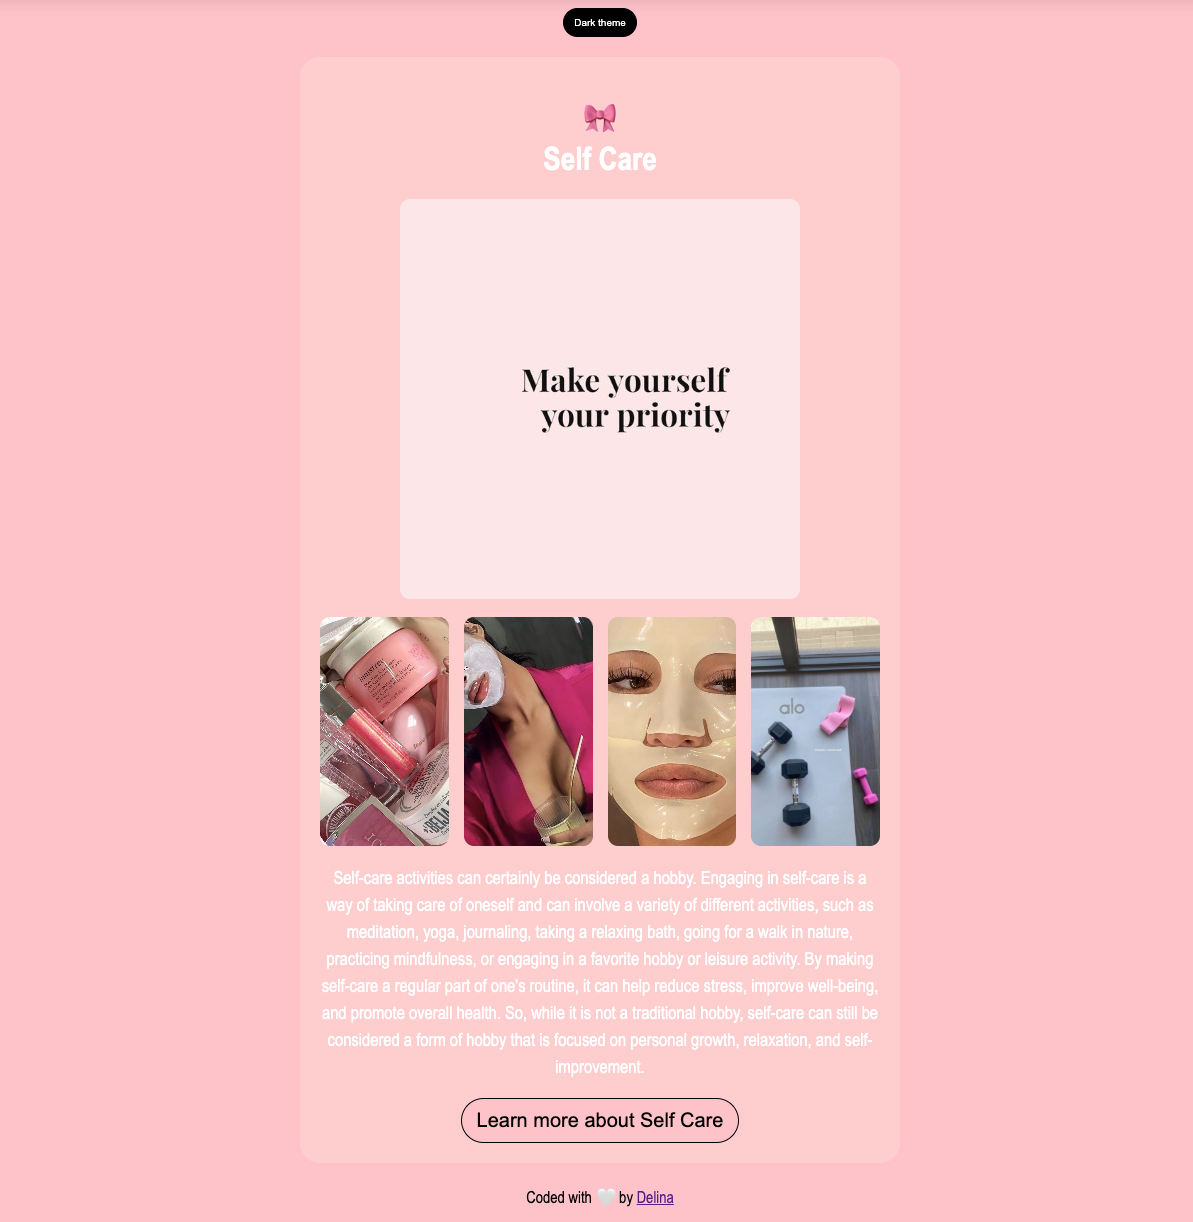 Dark theme
Self Care
Make yourself
your priority
alo
Self-care activities can certainly be considered a hobby. Engaging in self-care is a
way of taking care of oneself and can involve a variety of different activities, such as
meditation, yoga, journaling, taking a relaxing bath, going for a walk in nature,
practicing mindfulness, or engaging in a favorite hobby or leisure activity. By making
self-care a regular part of one's routine, it can help reduce stress, improve well-being,
and promote overall health. So, while it is not a traditional hobby, self-care can still be
considered a form of hobby that is focused on personal growth, relaxation, and self-
improvement.
Learn more about Self Care
Coded with 🤍 by Delina